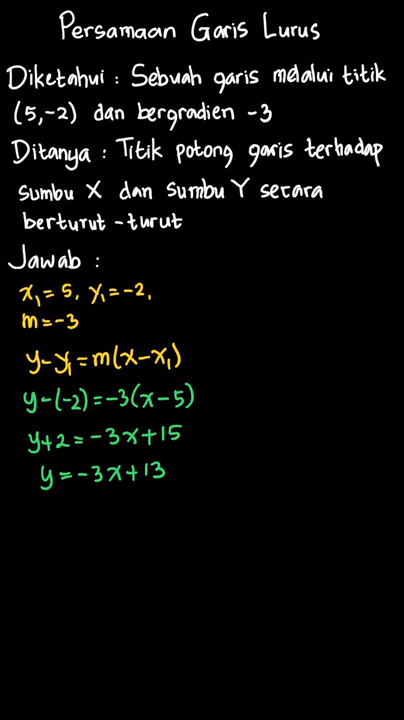 Persamaan Garis Lurus
Diketahui : Sebuah garis melalui titik
(5,-2) dan bergradien -3
Ditanya : Titik potong garis terhadap
sumbu X dan sumbu Y secara
berturut-turut
Jawab :
x₁ = 5, y₁ = -2,
m = -3
y - y₁ = m(x - x₁)
y - (-2) = -3(x - 5)
y + 2 = -3x + 15
y = -3x + 13